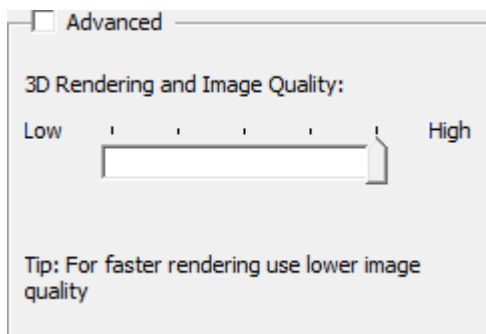 Advanced
3D Rendering and Image Quality:
Low High
Tip: For faster rendering use lower image
quality